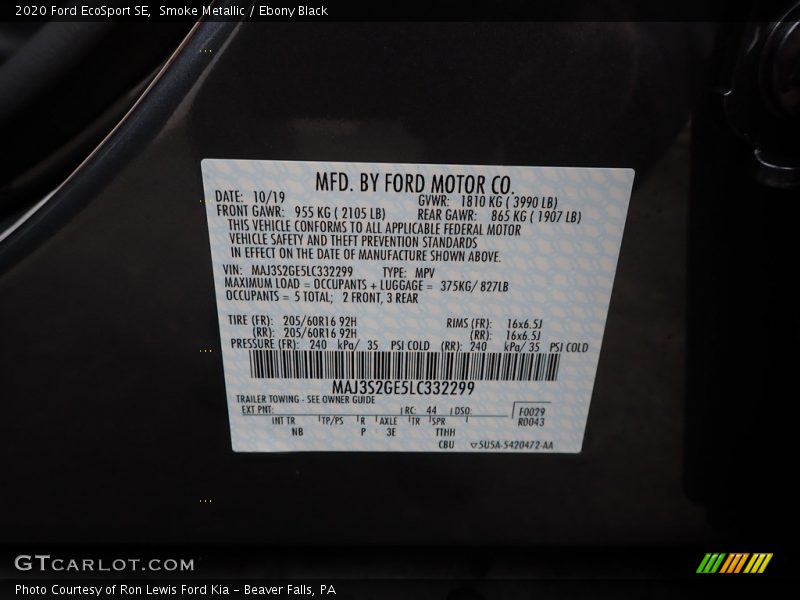 2020 Ford EcoSport SE, Smoke Metallic / Ebony Black
MFD. BY FORD MOTOR CO.
DATE: 10/19 GVWR: 1810 KG ( 3990 LB)
FRONT GAWR: 955 KG ( 2105 LB) REAR GAWR: 865 KG ( 1907 LB)
THIS VEHICLE CONFORMS TO ALL APPLICABLE FEDERAL MOTOR
VEHICLE SAFETY AND THEFT PREVENTION STANDARDS
IN EFFECT ON THE DATE OF MANUFACTURE SHOWN ABOVE.
VIN: MAJ3S2GE5LC332299 TYPE: MPV
MAXIMUM LOAD = OCCUPANTS + LUGGAGE = 375KG/ 827LB
OCCUPANTS = 5 TOTAL; 2 FRONT, 3 REAR
TIRE (FR): 205/60R16 92H RIMS (FR): 16x6.5J
(RR): 205/60R16 92H (RR): 16x6.5J
PRESSURE (FR): 240 kPa/ 35 PSI COLD (RR): 240 kPa/ 35 PSI COLD
MAJ3S2GE5LC332299
TRAILER TOWING - SEE OWNER GUIDE
EXT PNT: RC: 44 DSO: F0029
R0043
INT TR TP/PS R AXLE TR SPR
NB P 3E TTHH
CBU 5U5A-5420472-AA
GTCARLOT.COM
Photo Courtesy of Ron Lewis Ford Kia – Beaver Falls, PA